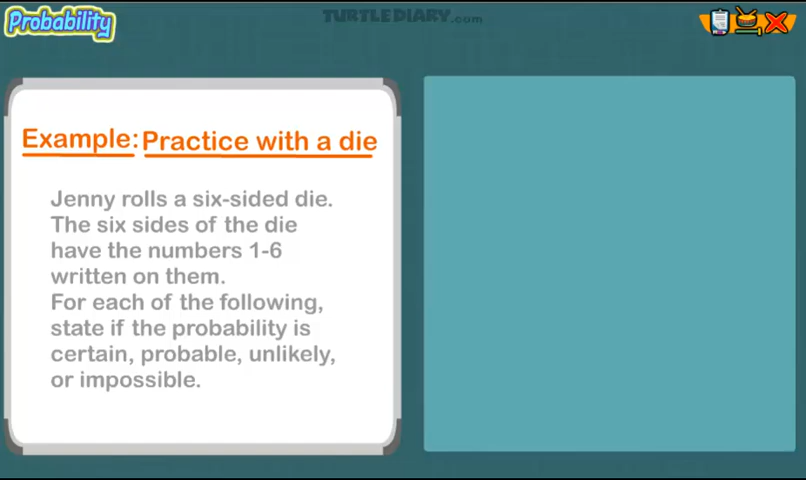 Probability
TURTLEDIARY.com
Example: Practice with a die
Jenny rolls a six-sided die.
The six sides of the die
have the numbers 1-6
written on them.
For each of the following,
state if the probability is
certain, probable, unlikely,
or impossible.